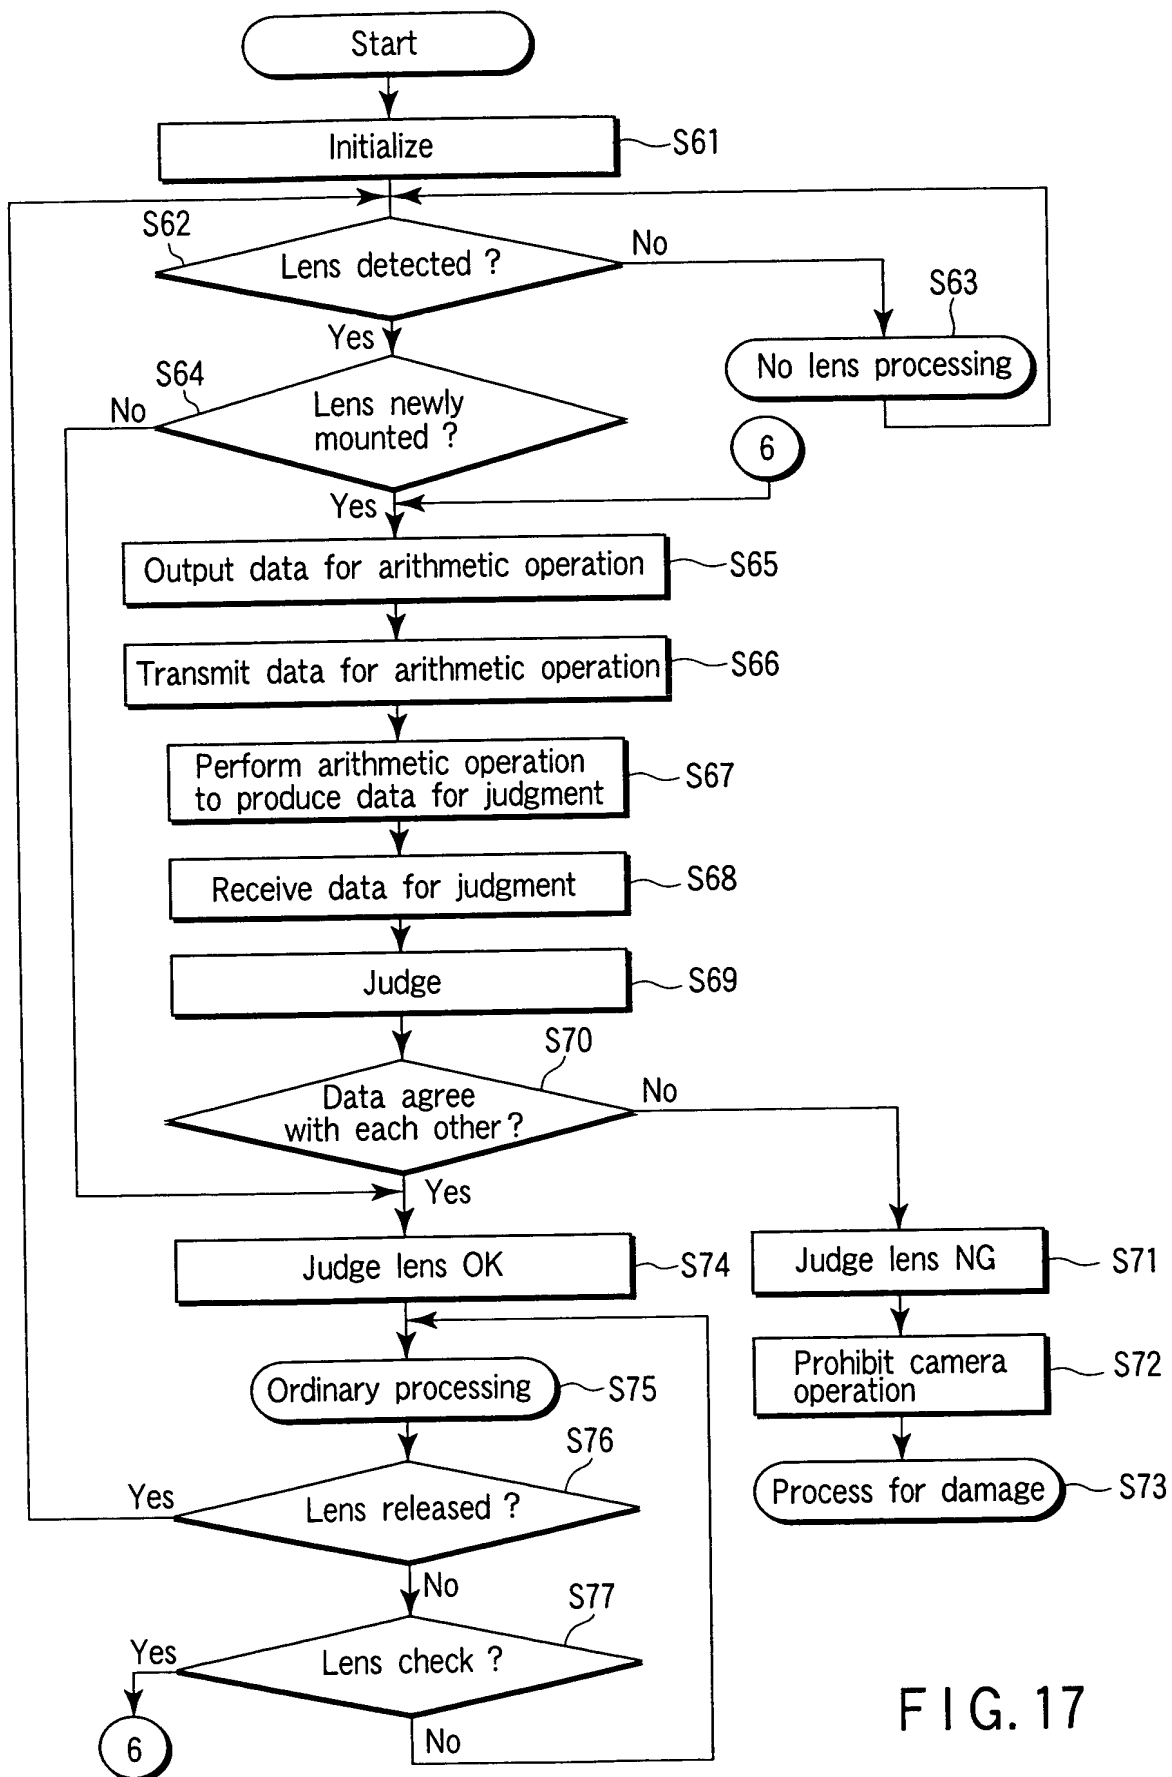 Start
Initialize
S61
S62
Lens detected ?
No
S63
Yes
No lens processing
S64
No
Lens newly
mounted ?
6
Yes
Output data for arithmetic operation
S65
Transmit data for arithmetic operation
S66
Perform arithmetic operation
to produce data for judgment
S67
Receive data for judgment
S68
Judge
S69
S70
Data agree
with each other ?
No
Yes
Judge lens OK
S74
Judge lens NG
S71
Prohibit camera
operation
S72
Ordinary processing
S75
Process for damage
S73
S76
Yes
Lens released ?
No
S77
Yes
Lens check ?
6
No
FIG. 17